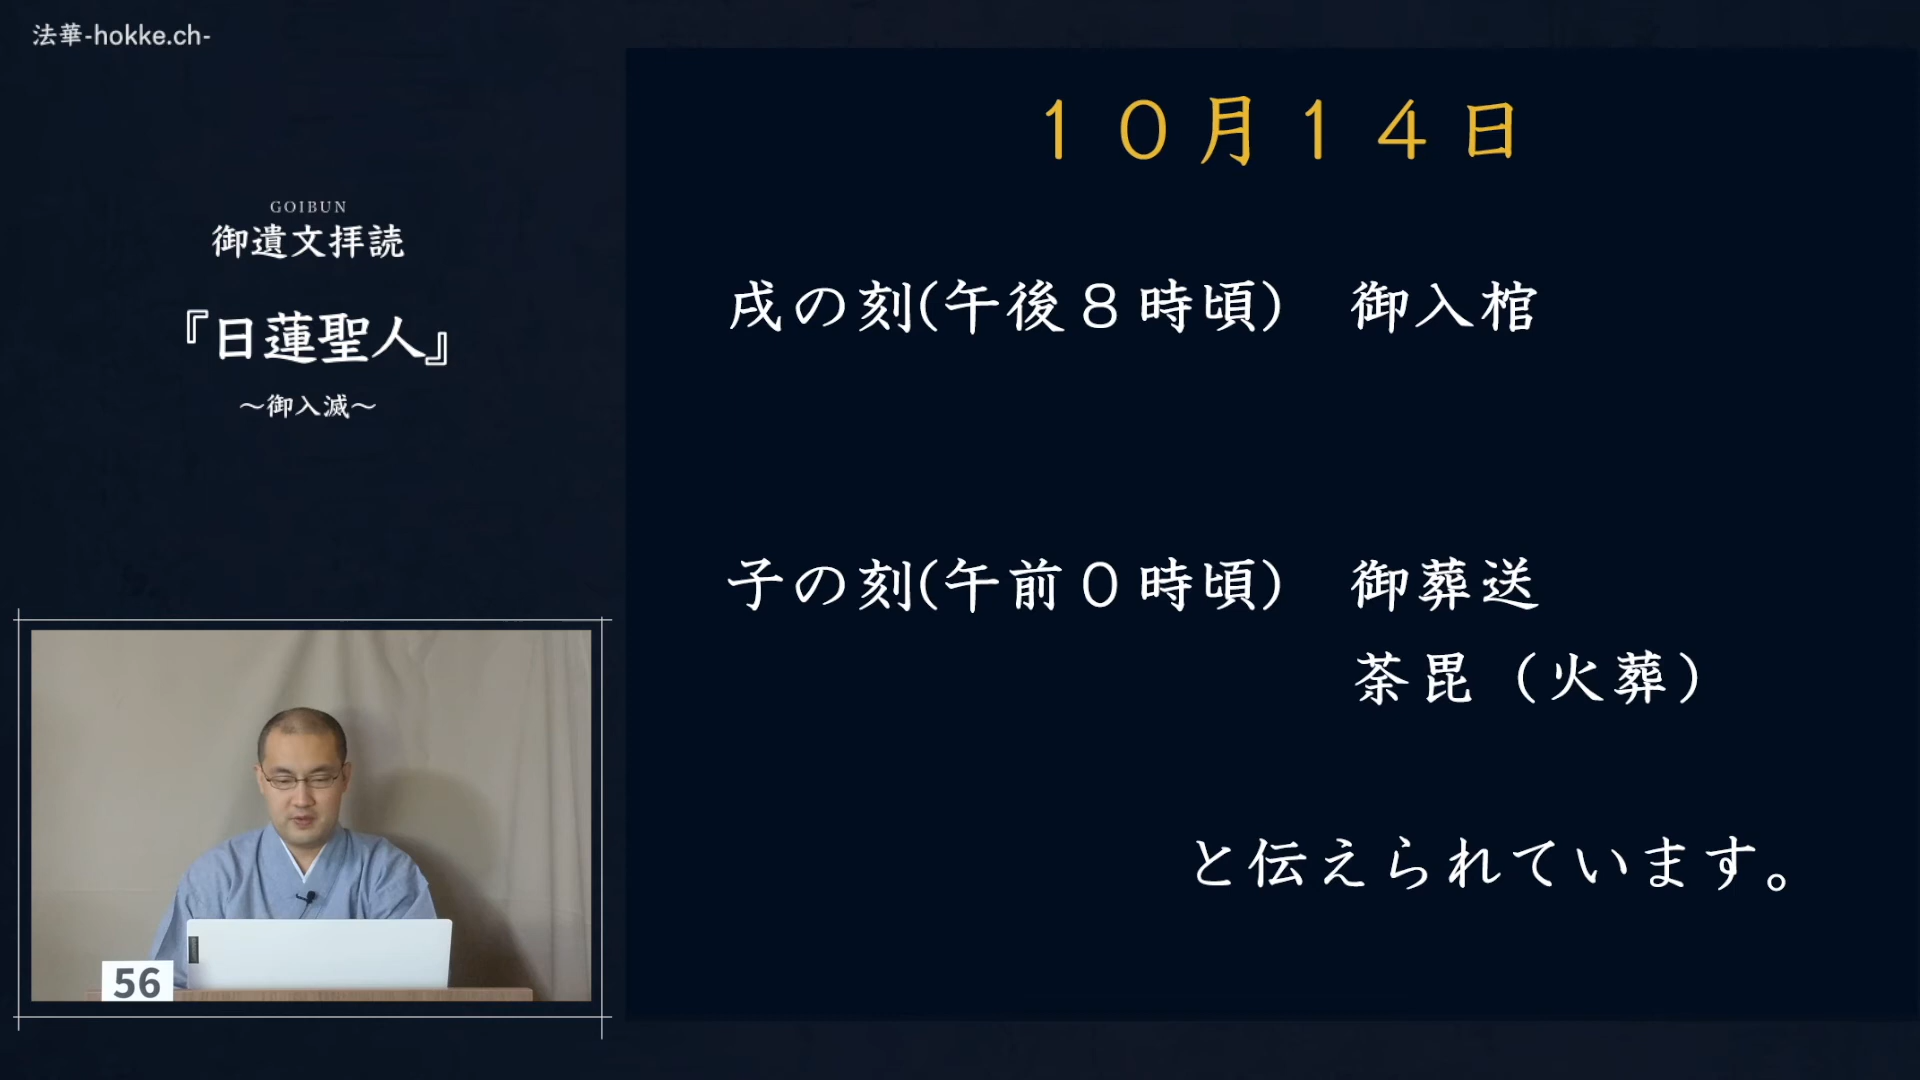 法華-hokke.ch-
GOIBUN
御遺文拝読
『日蓮聖人』
～御入滅～
１０月１４日
戌の刻(午後８時頃)　御入棺
子の刻(午前０時頃)　御葬送
荼毘（火葬）
と伝えられています。
56